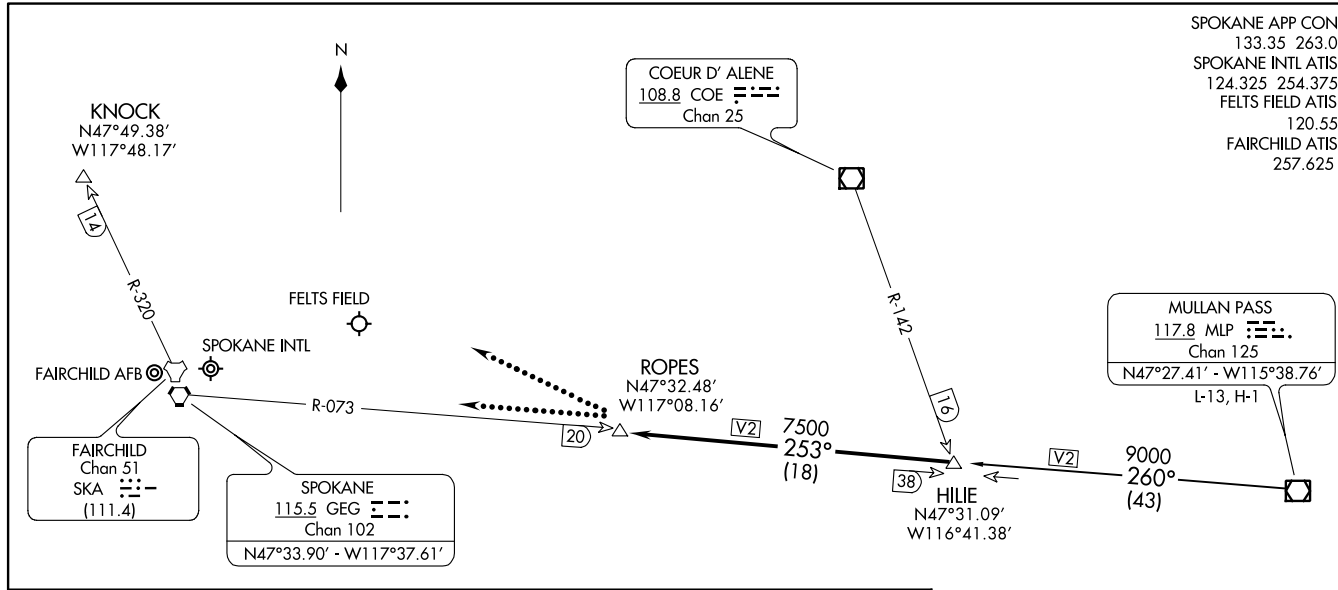 SPOKANE APP CON
133.35 263.0
SPOKANE INTL ATIS
124.325 254.375
FELTS FIELD ATIS
120.55
FAIRCHILD ATIS
257.625
N
COEUR D' ALENE
108.8 COE
Chan 25
KNOCK
N47°49.38'
W117°48.17'
14
R-320
FELTS FIELD
SPOKANE INTL
FAIRCHILD AFB
R-142
MULLAN PASS
117.8 MLP
Chan 125
N47°27.41' - W115°38.76'
L-13, H-1
ROPES
N47°32.48'
W117°08.16'
R-073
20
V2
7500
253°
(18)
16
38
HILIE
N47°31.09'
W116°41.38'
V2
9000
260°
(43)
FAIRCHILD
Chan 51
SKA
(111.4)
SPOKANE
115.5 GEG
Chan 102
N47°33.90' - W117°37.61'